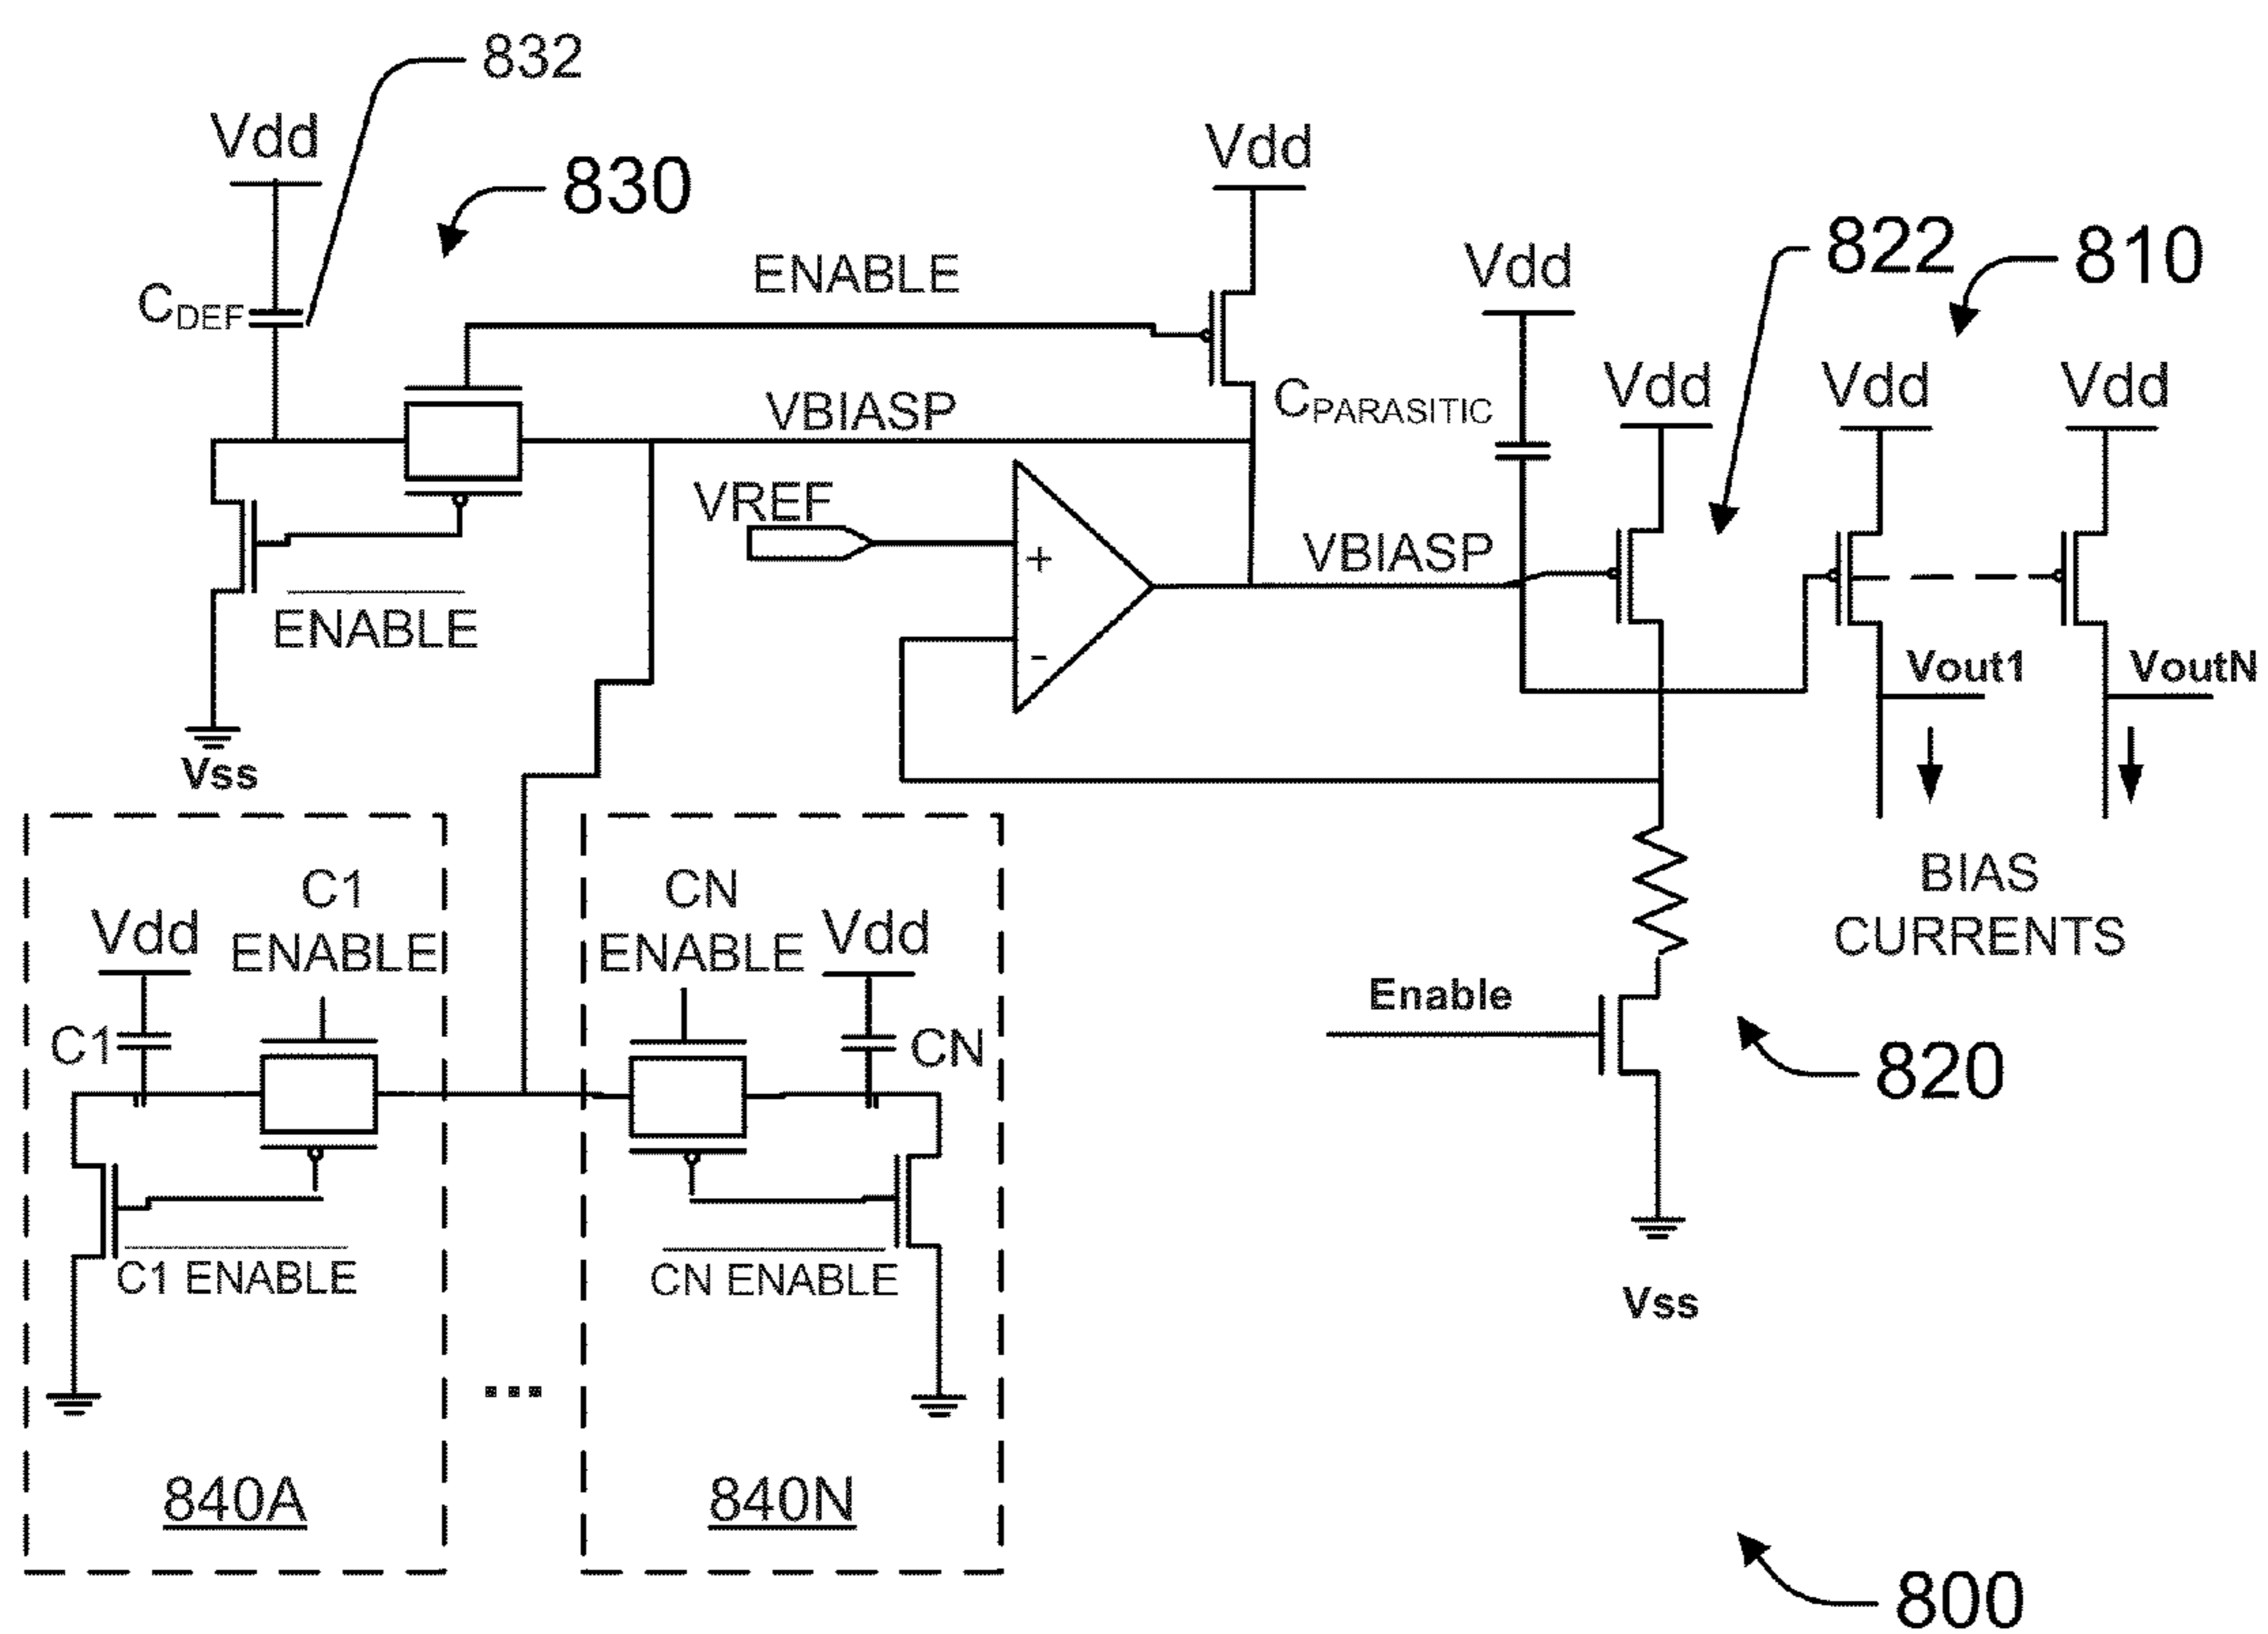 832
Vdd
830
Vdd
822
810
ENABLE
Vdd
CDEF
Vdd
Vdd
Vdd
VBIASP
CPARASITIC
VREF
+
VBIASP
ENABLE
-
Vout1
VoutN
Vss
BIAS
CURRENTS
C1
ENABLE
Vdd
CN
ENABLE
Vdd
Enable
C1
CN
820
C1 ENABLE
CN ENABLE
Vss
...
840A
840N
800